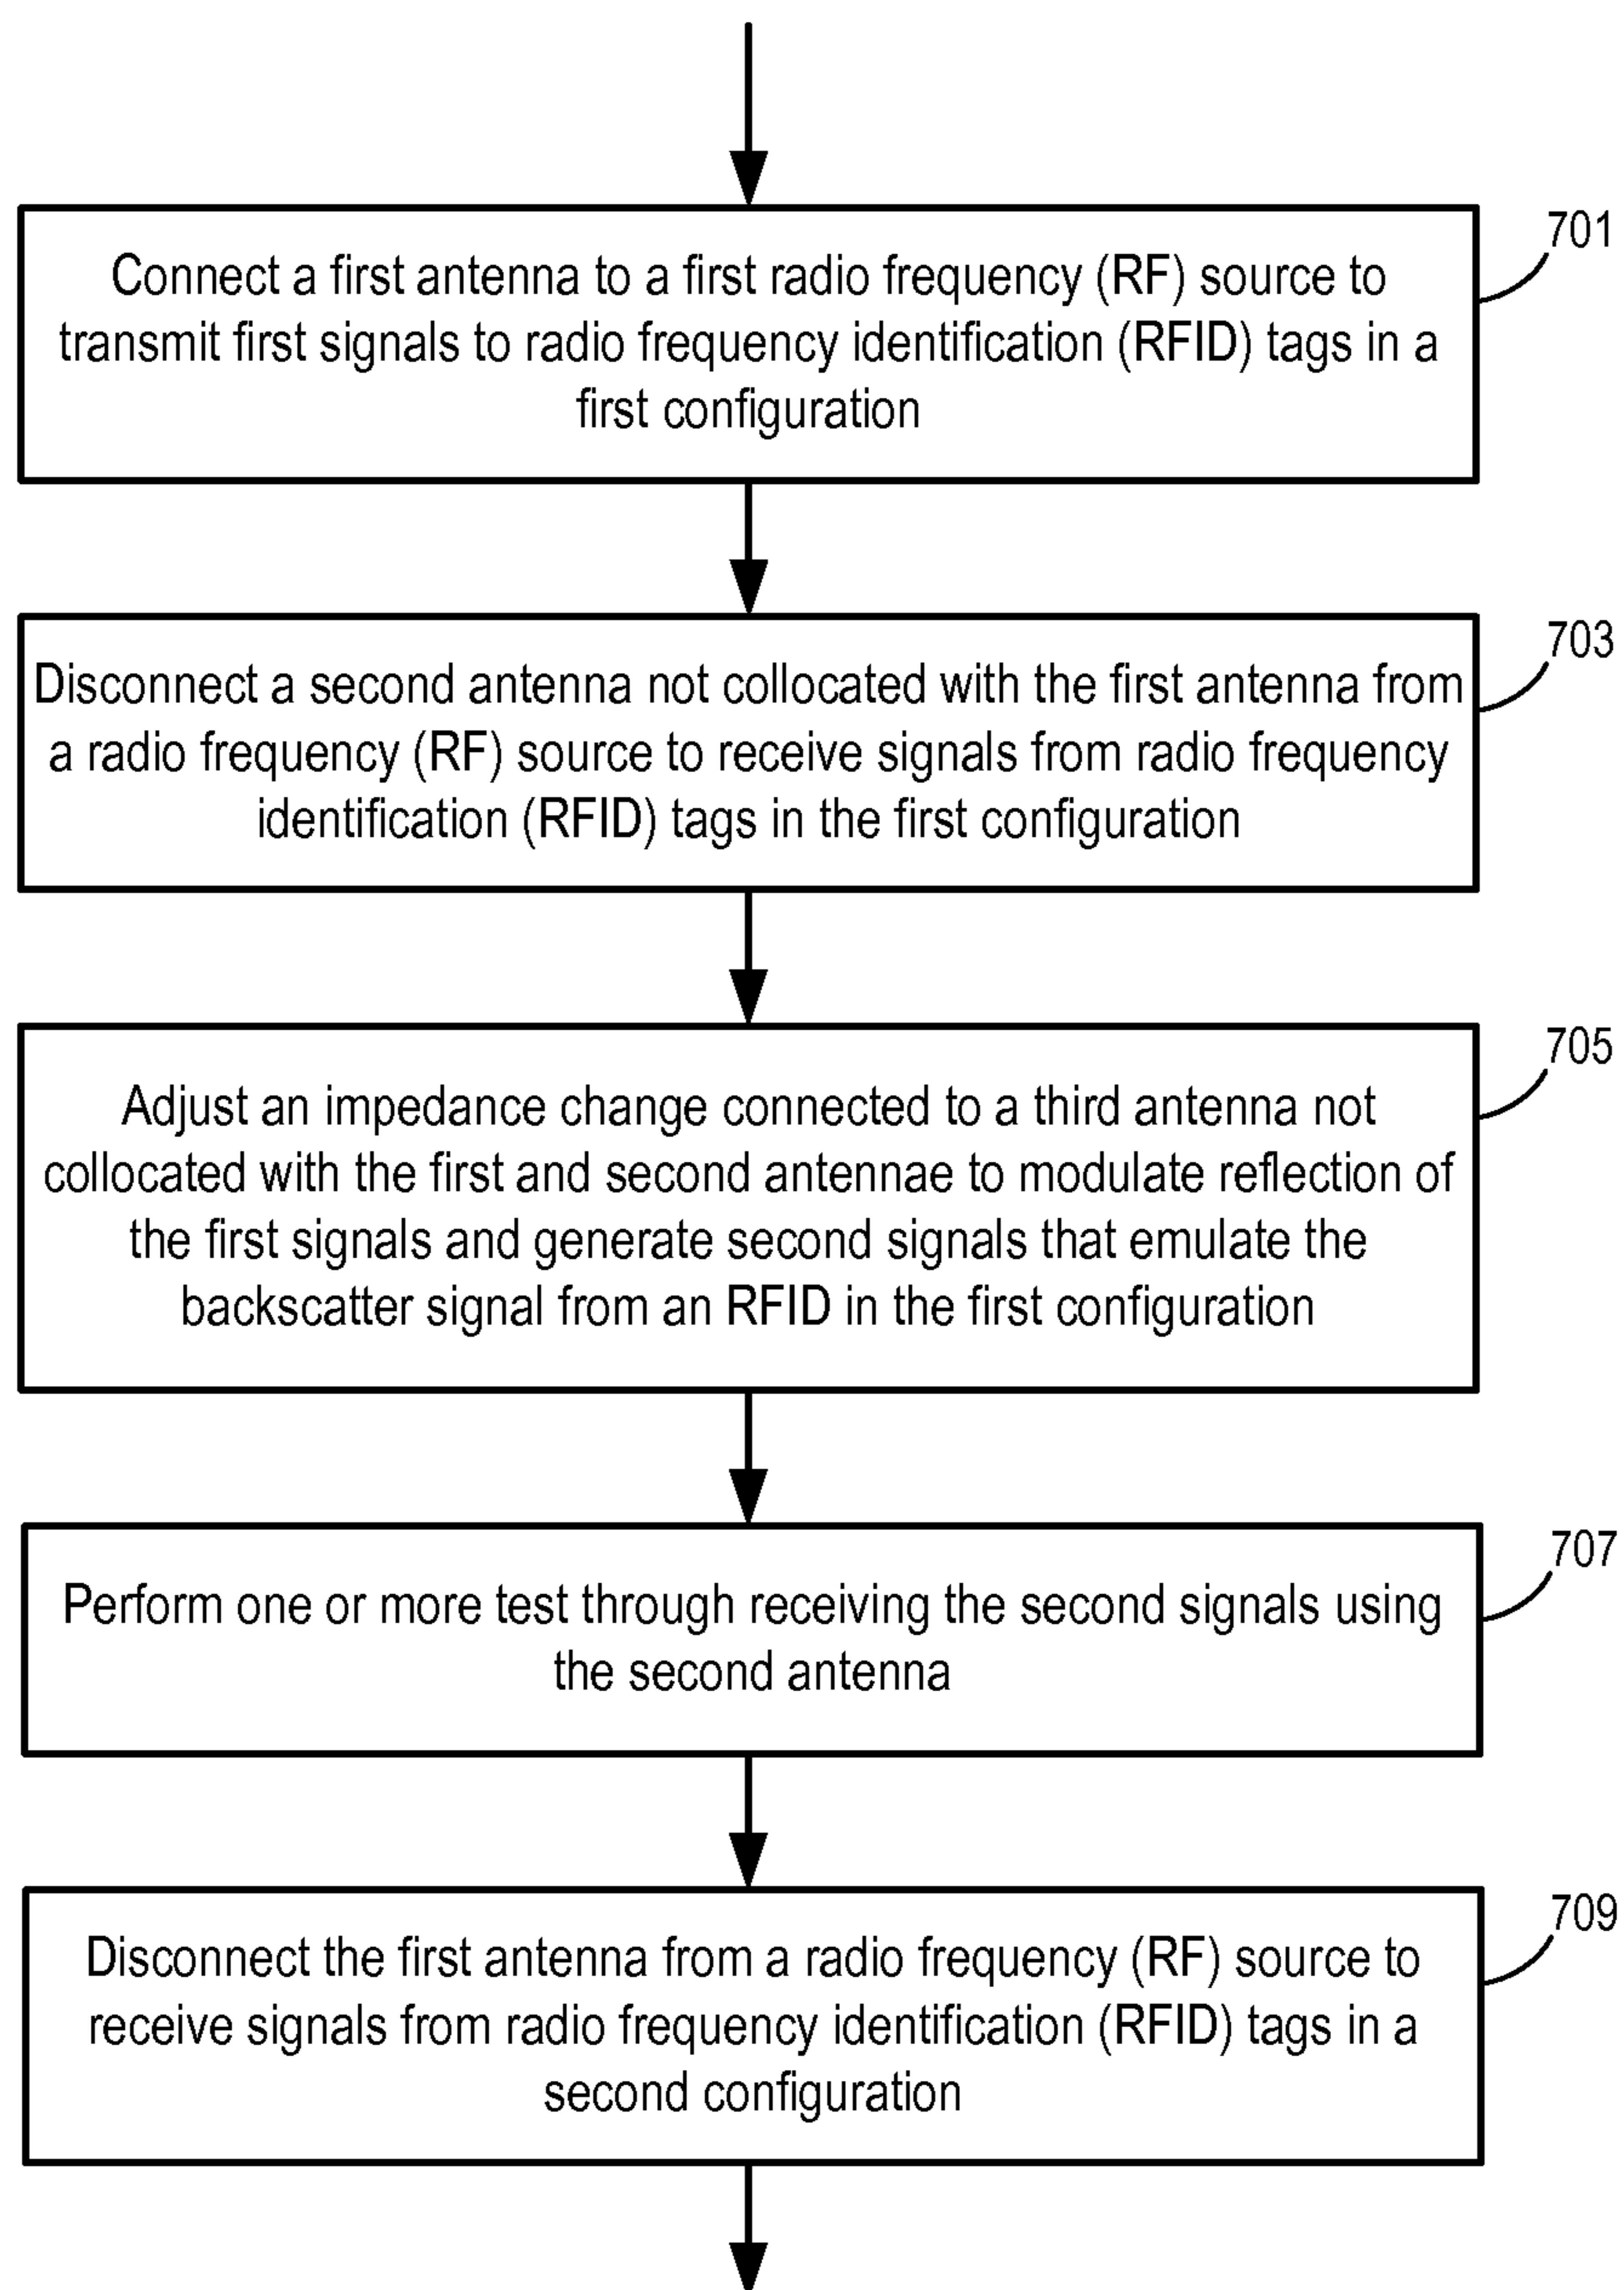 701
Connect a first antenna to a first radio frequency (RF) source to
transmit first signals to radio frequency identification (RFID) tags in a
first configuration
703
Disconnect a second antenna not collocated with the first antenna from
a radio frequency (RF) source to receive signals from radio frequency
identification (RFID) tags in the first configuration
705
Adjust an impedance change connected to a third antenna not
collocated with the first and second antennae to modulate reflection of
the first signals and generate second signals that emulate the
backscatter signal from an RFID in the first configuration
707
Perform one or more test through receiving the second signals using
the second antenna
709
Disconnect the first antenna from a radio frequency (RF) source to
receive signals from radio frequency identification (RFID) tags in a
second configuration